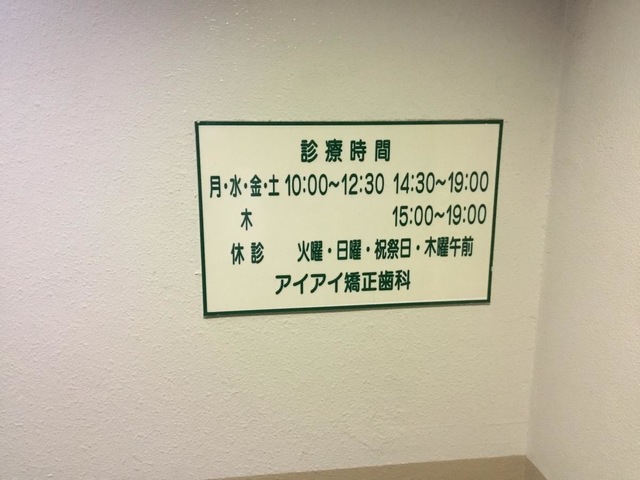 診療時間
月・水・金・土 10:00～12:30 14:30～19:00
木 15:00～19:00
休診 火曜・日曜・祝祭日・木曜午前
アイアイ矯正歯科